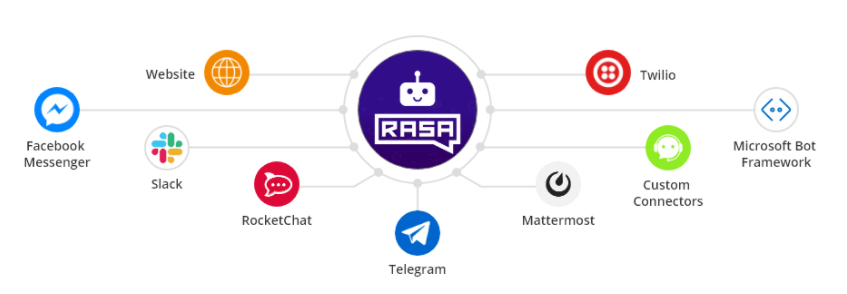 Website
Twilio
RASA
Facebook
Messenger
Microsoft Bot
Framework
Slack
Custom
Connectors
RocketChat
Mattermost
Telegram